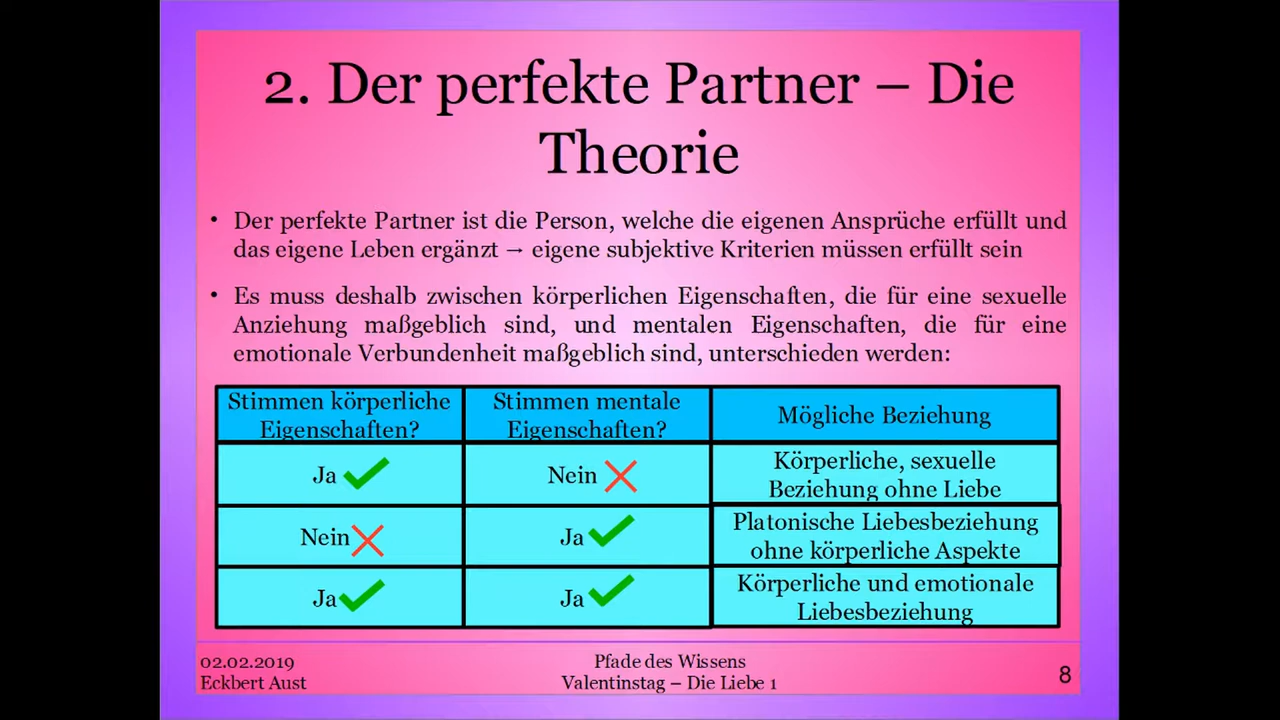 2. Der perfekte Partner – Die
Theorie
• Der perfekte Partner ist die Person, welche die eigenen Ansprüche erfüllt und
das eigene Leben ergänzt → eigene subjektive Kriterien müssen erfüllt sein
• Es muss deshalb zwischen körperlichen Eigenschaften, die für eine sexuelle
Anziehung maßgeblich sind, und mentalen Eigenschaften, die für eine
emotionale Verbundenheit maßgeblich sind, unterschieden werden:
Stimmen körperliche
Eigenschaften?
Stimmen mentale
Eigenschaften?
Mögliche Beziehung
Ja
Nein
Körperliche, sexuelle
Beziehung ohne Liebe
Nein
Ja
Platonische Liebesbeziehung
ohne körperliche Aspekte
Ja
Ja
Körperliche und emotionale
Liebesbeziehung
02.02.2019
Eckbert Aust
Pfade des Wissens
Valentinstag – Die Liebe 1
8